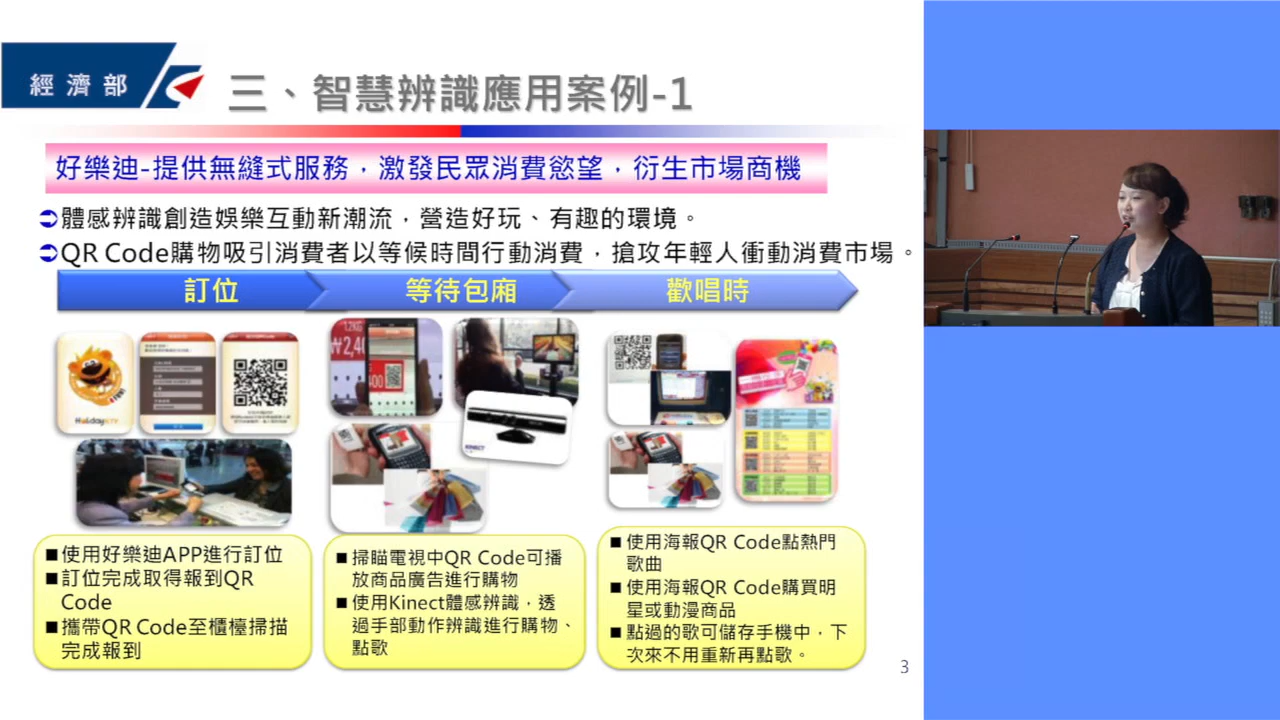 經濟部
三、智慧辨識應用案例-1
好樂迪-提供無縫式服務，激發民眾消費慾望，衍生市場商機
體感辨識創造娛樂互動新潮流，營造好玩、有趣的環境。
QR Code購物吸引消費者以等候時間行動消費，搶攻年輕人衝動消費市場。
訂位
等待包廂
歡唱時
HolidayKTV
1.2KG
₩2,4
400
KINECT
使用好樂迪APP進行訂位
訂位完成取得報到QR
Code
攜帶QR Code至櫃檯掃描
完成報到
掃瞄電視中QR Code可播
放商品廣告進行購物
使用Kinect體感辨識，透
過手部動作辨識進行購物、
點歌
使用海報QR Code點熱門
歌曲
使用海報QR Code購買明
星或動漫商品
點過的歌可儲存手機中，下
次來不用重新再點歌。
3